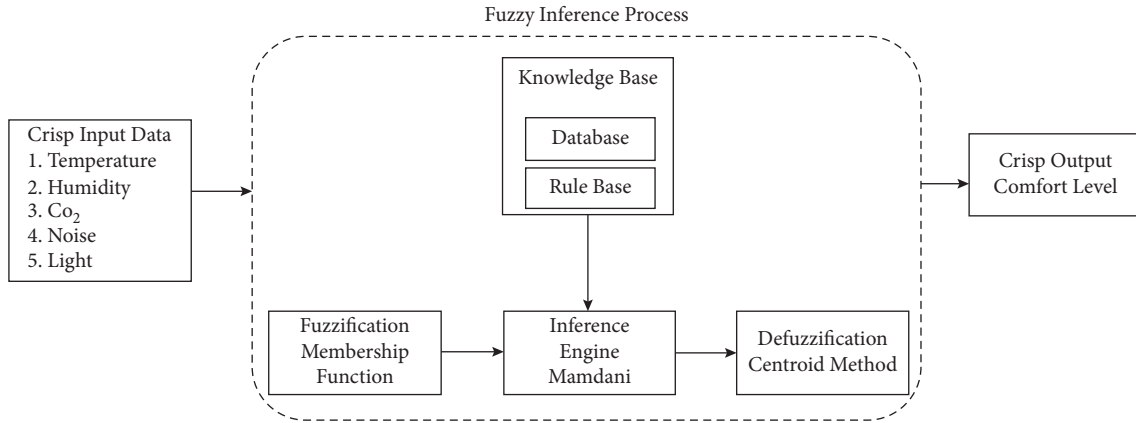 Fuzzy Inference Process
Crisp Input Data
1. Temperature
2. Humidity
3. Co₂
4. Noise
5. Light
Knowledge Base
Database
Rule Base
Fuzzification
Membership
Function
Inference
Engine
Mamdani
Defuzzification
Centroid Method
Crisp Output
Comfort Level